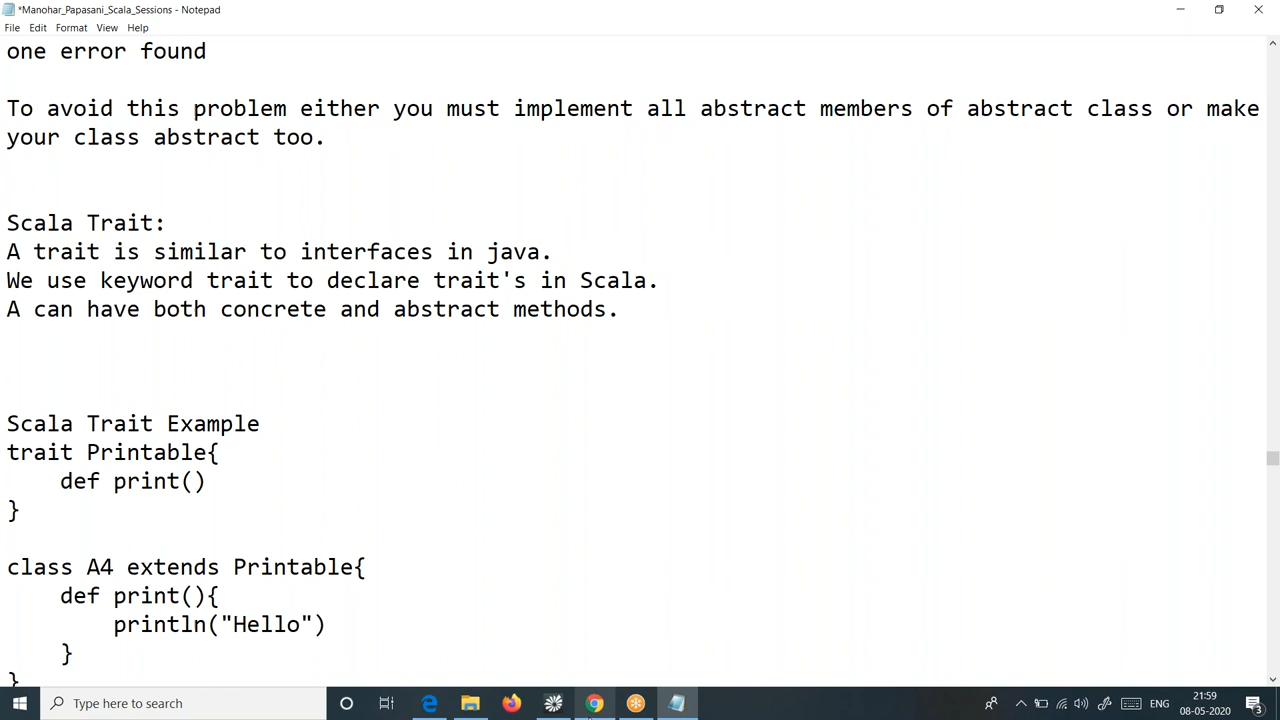 *Manohar_Papasani_Scala_Sessions - Notepad
File Edit Format View Help
one error found
To avoid this problem either you must implement all abstract members of abstract class or make
your class abstract too.
Scala Trait:
A trait is similar to interfaces in java.
We use keyword trait to declare trait's in Scala.
A can have both concrete and abstract methods.
Scala Trait Example
trait Printable{
    def print()
}
class A4 extends Printable{
    def print(){
        println("Hello")
    }
}
Type here to search
ENG
21:59
08-05-2020
3